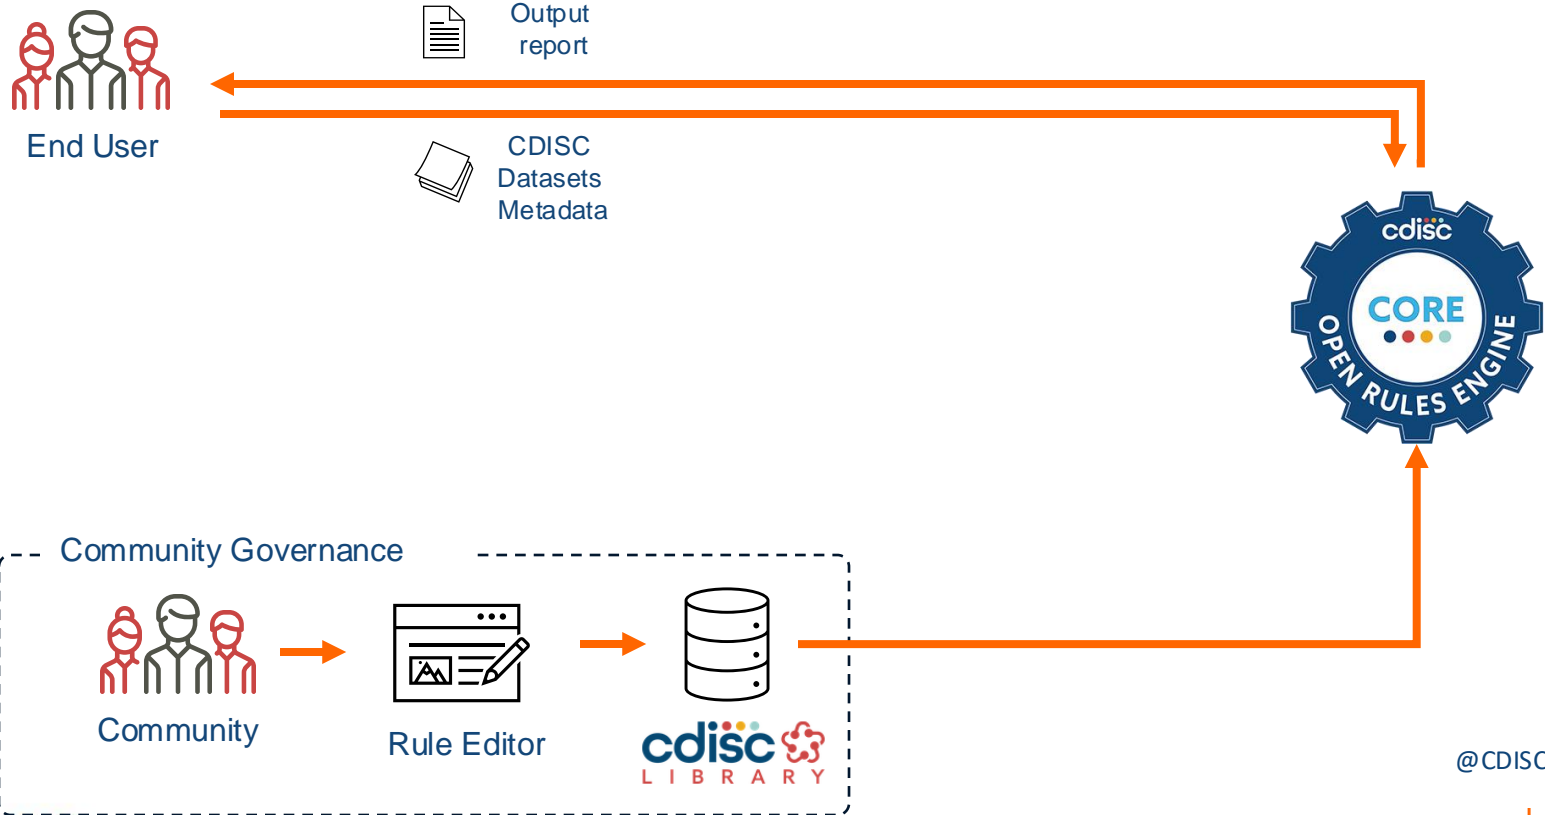 Output
report
End User
CDISC
Datasets
Metadata
cdisc
CORE
OPEN RULES ENGINE
Community Governance
Community
Rule Editor
cdisc
LIBRARY
@CDISC